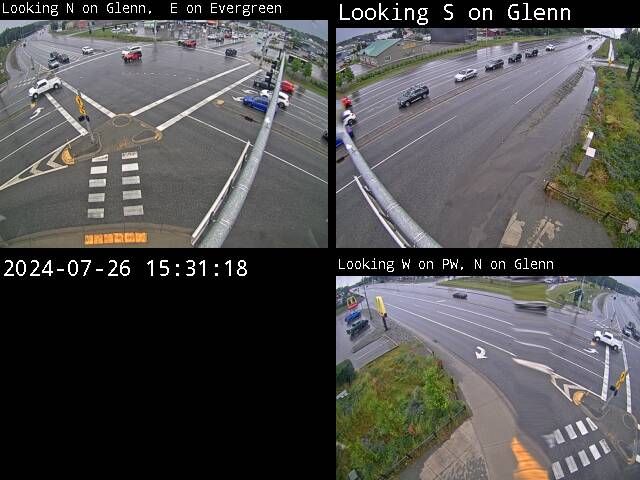 Looking N on Glenn,  E on Evergreen
Looking S on Glenn
2024-07-26 15:31:18
Looking W on PW, N on Glenn